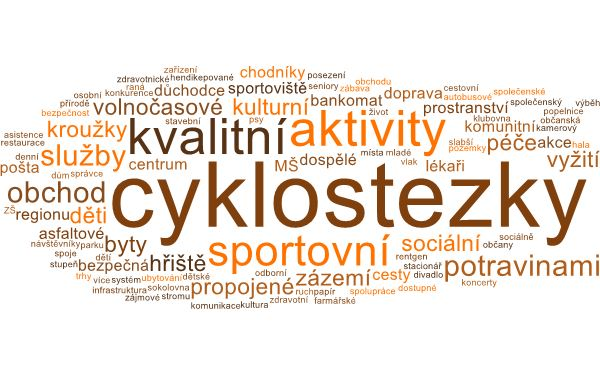 zařízení
chodníky posezení
zdravotnické hendikepované obchodu
raná sportoviště seniory zábava cestovní společenské
osobní konkurence důchodce bankomat doprava autobusové
přírodě volnočasové kulturní život prostranství společenský výběh
bezpečnost stavební psy klubovna popelnice
kroužky kvalitní aktivity komunitní občanská
asistence slabší péče akce kamerový
restaurace služby místa mladé pozemky hala
denní centrum MŠ dospělé vlak lékaři vyžití
pošta dům správce
obchod cyklostezky
ZŠ regionu děti
asfaltové sociální sociálně
návštěvníky parku byty sportovní občany
spoje dětí rentgen
stupeň bezpečná hřiště stacionář potravinami
trhy více systém ubytování dětské odborní zázemí cesty divadlo
infrastruktura sokolovna propojené ruch papír spolupráce dostupné koncerty
zájmové stromu zdravotní farmářské
komunikace kultura